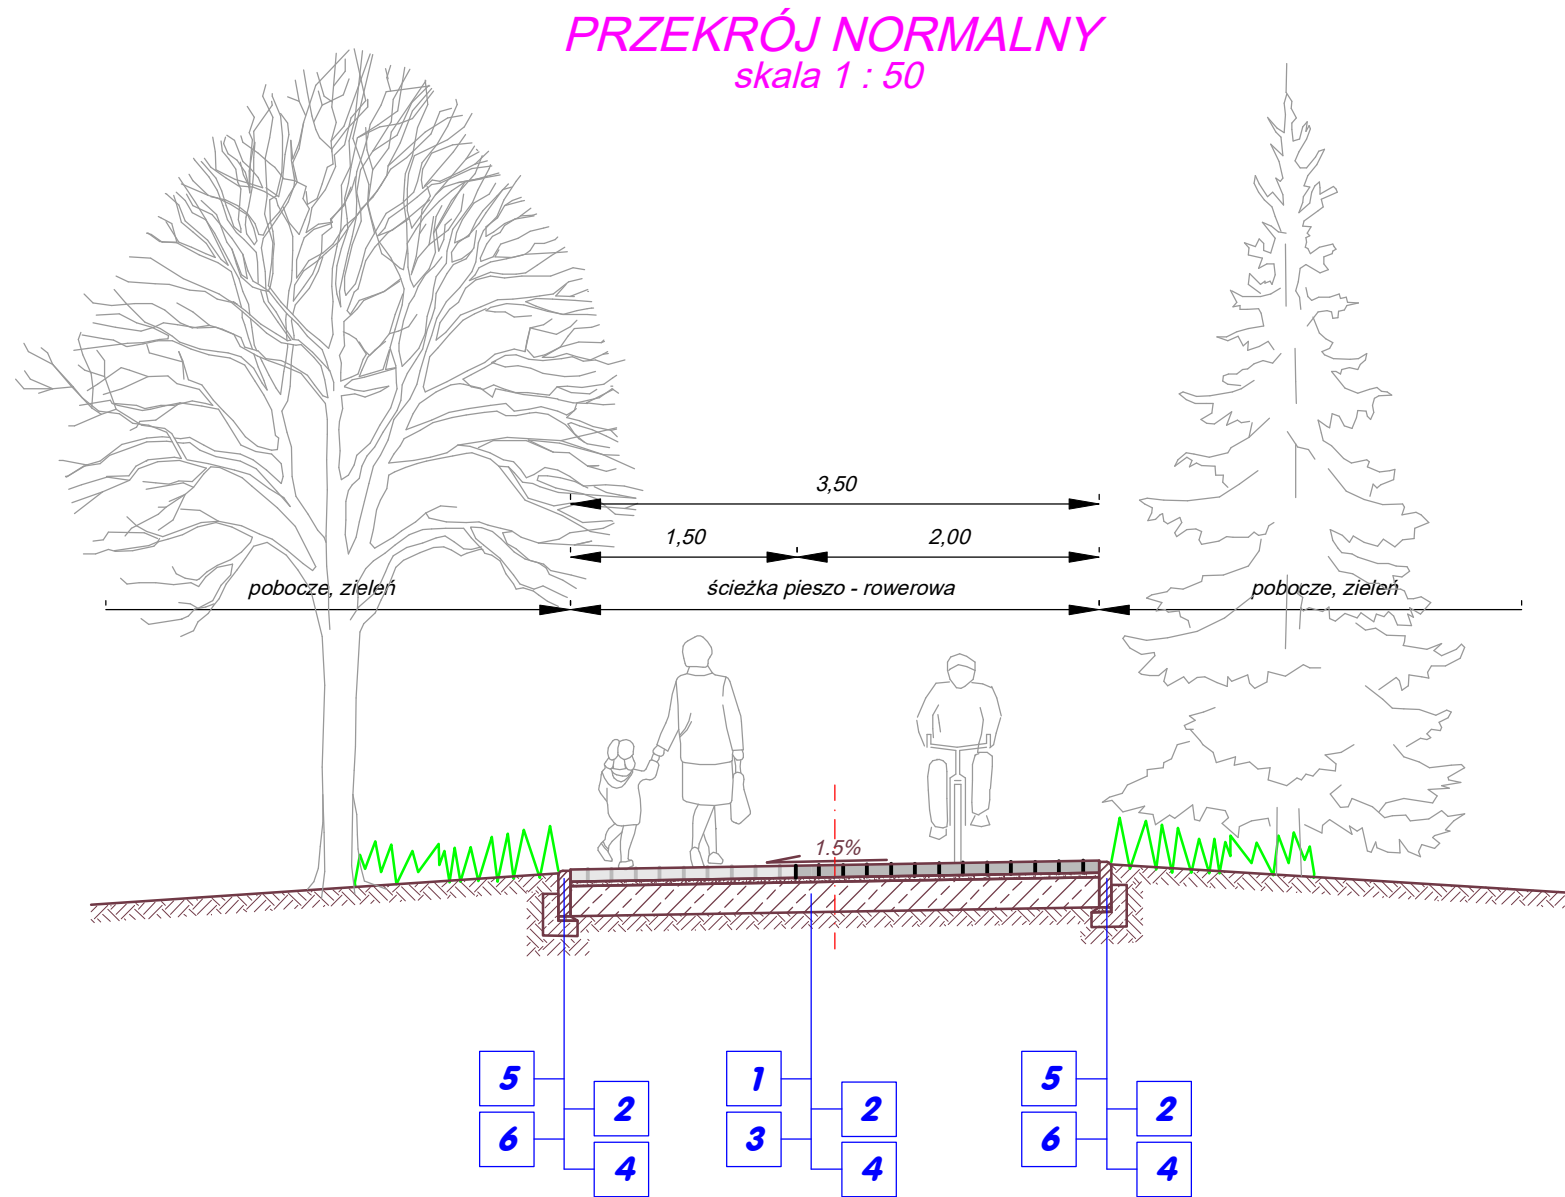 PRZEKRÓJ NORMALNY
skala 1 : 50
3,50
1,50 2,00
pobocze, zieleń ścieżka pieszo - rowerowa pobocze, zieleń
1.5%
5 1 5
2 2 2
6 3 6
4 4 4